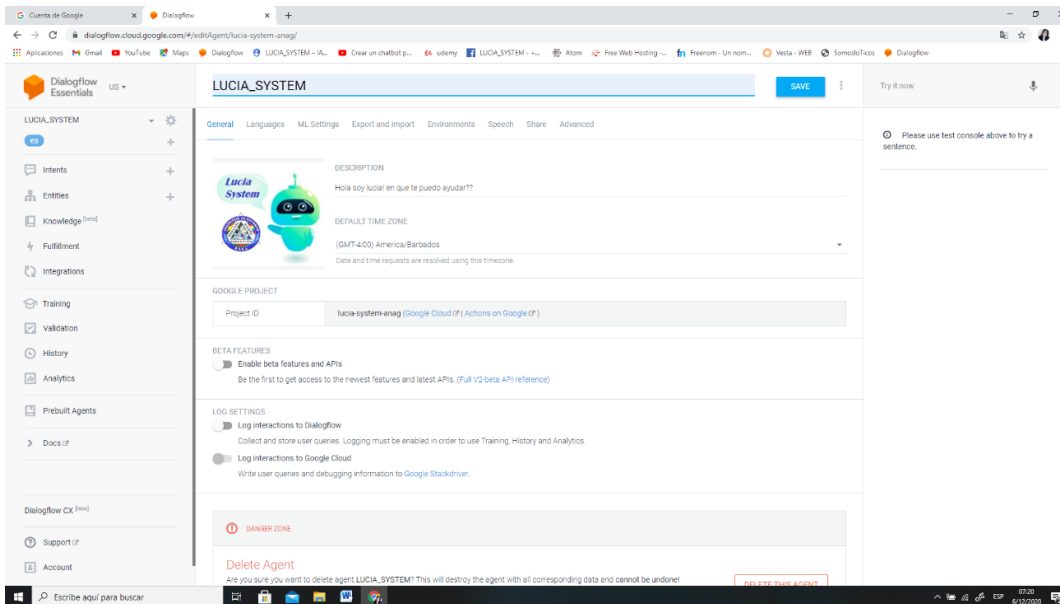 Cuenta de Google
Dialogflow
dialogflow.cloud.google.com/#/editAgent/lucia-system-anag/
Aplicaciones Gmail YouTube Maps Dialogflow LUCIA_SYSTEM – IA... Crear un chatbot p... udemy LUCIA_SYSTEM - +... Atom Free Web Hosting -... Freenom - Un nom... Vesta - WEB SomosdoTicos Dialogflow
Dialogflow
Essentials
US
LUCIA_SYSTEM
es
Intents
Entities
Knowledge [beta]
Fulfillment
Integrations
Training
Validation
History
Analytics
Prebuilt Agents
Docs
Dialogflow CX [new]
Support
Account
LUCIA_SYSTEM
SAVE
General Languages ML Settings Export and Import Environments Speech Share Advanced
Lucia
System
DESCRIPTION
Hola soy lucial en que te puedo ayudar??
DEFAULT TIME ZONE
(GMT-4:00) America/Barbados
Date and time requests are resolved using this timezone.
GOOGLE PROJECT
Project ID
lucia-system-anag (Google Cloud | Actions on Google )
BETA FEATURES
Enable beta features and APIs
Be the first to get access to the newest features and latest APIs. (Full V2-beta API reference)
LOG SETTINGS
Log interactions to Dialogflow
Collect and store user queries. Logging must be enabled in order to use Training, History and Analytics.
Log interactions to Google Cloud
Write user queries and debugging information to Google Stackdriver.
DANGER ZONE
Delete Agent
Are you sure you want to delete agent LUCIA_SYSTEM? This will destroy the agent with all corresponding data and cannot be undone!
DELETE THIS AGENT
Try it now
Please use test console above to try a
sentence.
Escribe aquí para buscar
ESP
07:20
6/12/2020